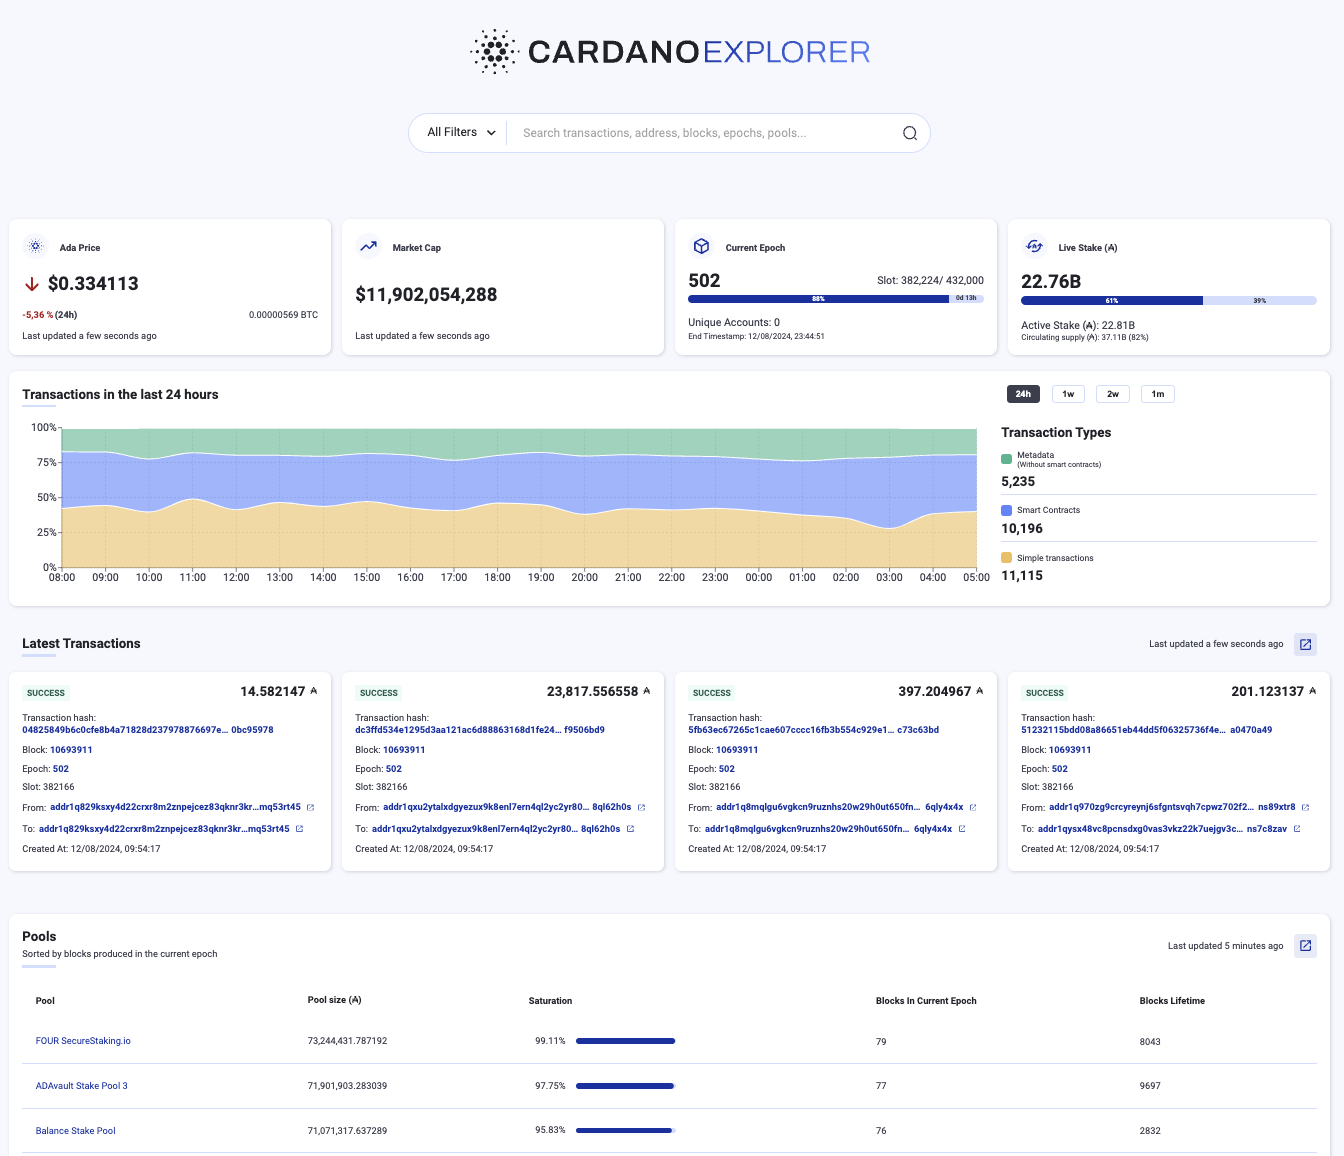 CARDANO EXPLORER
All Filters
Search transactions, address, blocks, epochs, pools...
Ada Price
$0.334113
-5,36 % (24h)
0.00000569 BTC
Last updated a few seconds ago
Market Cap
$11,902,054,288
Last updated a few seconds ago
Current Epoch
502
Slot: 382,224/ 432,000
88%
0d 13h
Unique Accounts: 0
End Timestamp: 12/08/2024, 23:44:51
Live Stake (₳)
22.76B
61%
39%
Active Stake (₳): 22.81B
Circulating supply (₳): 37.11B (82%)
Transactions in the last 24 hours
24h
1w
2w
1m
100%
75%
50%
25%
0%
08:00 09:00 10:00 11:00 12:00 13:00 14:00 15:00 16:00 17:00 18:00 19:00 20:00 21:00 22:00 23:00 00:00 01:00 02:00 03:00 04:00 05:00
Transaction Types
Metadata
(Without smart contracts)
5,235
Smart Contracts
10,196
Simple transactions
11,115
Latest Transactions
Last updated a few seconds ago
SUCCESS
14.582147 ₳
Transaction hash:
04825849b6c0cfe8b4a71828d237978876697e... 0bc95978
Block: 10693911
Epoch: 502
Slot: 382166
From: addr1q829ksxy4d22crxr8m2znpejcez83qknr3kr...mq53rt45
To: addr1q829ksxy4d22crxr8m2znpejcez83qknr3kr...mq53rt45
Created At: 12/08/2024, 09:54:17
SUCCESS
23,817.556558 ₳
Transaction hash:
dc3ffd534e1295d3aa121ac6d88863168d1fe24... f9506bd9
Block: 10693911
Epoch: 502
Slot: 382166
From: addr1qxu2ytalxdgyezux9k8enl7ern4ql2yc2yr80... 8ql62h0s
To: addr1qxu2ytalxdgyezux9k8enl7ern4ql2yc2yr80... 8ql62h0s
Created At: 12/08/2024, 09:54:17
SUCCESS
397.204967 ₳
Transaction hash:
5fb63ec67265c1cae607cccc16fb3b554c929e1... c73c63bd
Block: 10693911
Epoch: 502
Slot: 382166
From: addr1q8mqlgu6vgkcn9ruznhs20w29h0ut650fn... 6qly4x4x
To: addr1q8mqlgu6vgkcn9ruznhs20w29h0ut650fn... 6qly4x4x
Created At: 12/08/2024, 09:54:17
SUCCESS
201.123137 ₳
Transaction hash:
51232115bdd08a86651eb44dd5f06325736f4e... a0470a49
Block: 10693911
Epoch: 502
Slot: 382166
From: addr1q970zg9crcyreynj6sfgntsvqh7cpwz702f2... ns89xtr8
To: addr1qysx48vc8pcnsdxg0vas3vkz22k7uejgv3c... ns7c8zav
Created At: 12/08/2024, 09:54:17
Pools
Sorted by blocks produced in the current epoch
Last updated 5 minutes ago
Pool
Pool size (₳)
Saturation
Blocks In Current Epoch
Blocks Lifetime
FOUR SecureStaking.io 73,244,431.787192 99.11% 79 8043
ADAvault Stake Pool 3 71,901,903.283039 97.75% 77 9697
Balance Stake Pool 71,071,317.637289 95.83% 76 2832